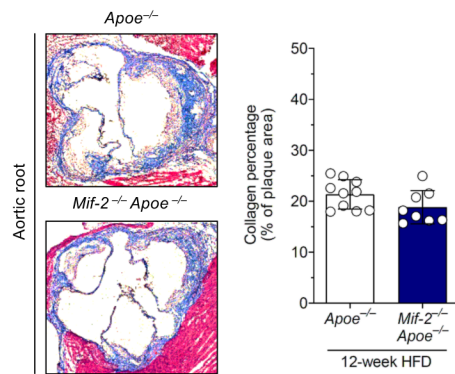 Apoe⁻/⁻
Aortic root
Mif-2⁻/⁻ Apoe⁻/⁻
Collagen percentage
(% of plaque area)
50
40
30
20
10
0
Apoe⁻/⁻
Mif-2⁻/⁻
Apoe⁻/⁻
12-week HFD